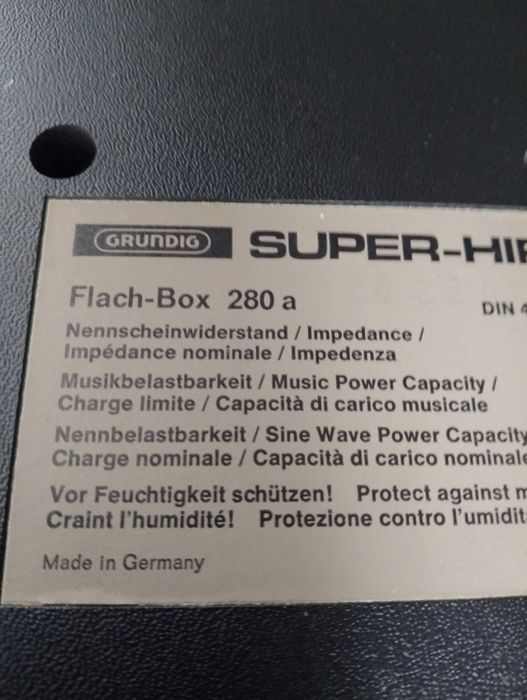 GRUNDIG SUPER-HIF
Flach-Box 280 a
DIN 4
Nennscheinwiderstand / Impedance /
Impédance nominale / Impedenza
Musikbelastbarkeit / Music Power Capacity /
Charge limite / Capacità di carico musicale
Nennbelastbarkeit / Sine Wave Power Capacity
Charge nominale / Capacità di carico nominale
Vor Feuchtigkeit schützen! Protect against m
Craint l'humidité! Protezione contro l'umidit
Made in Germany